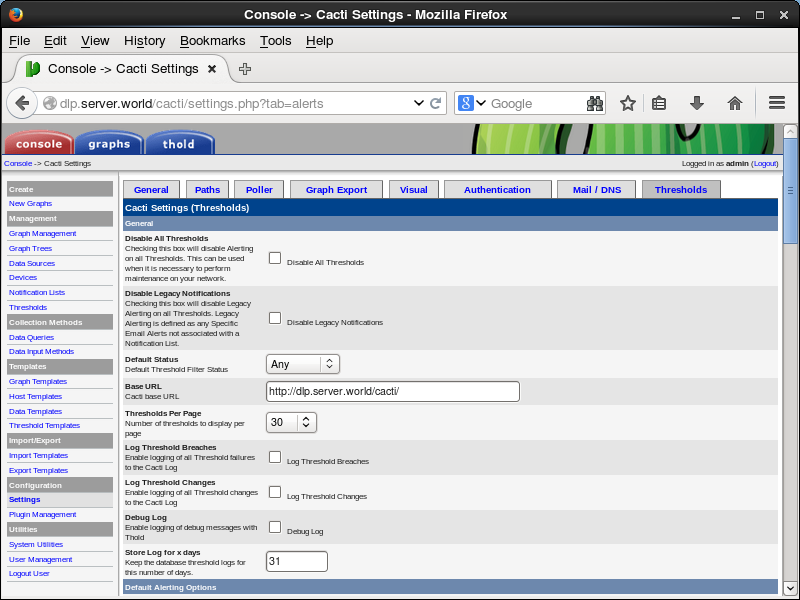 Console -> Cacti Settings - Mozilla Firefox
File Edit View History Bookmarks Tools Help
Console -> Cacti Settings
dlp.server.world/cacti/settings.php?tab=alerts
Google
console graphs thold
Console -> Cacti Settings
Logged in as admin (Logout)
Create
New Graphs
Management
Graph Management
Graph Trees
Data Sources
Devices
Notification Lists
Thresholds
Collection Methods
Data Queries
Data Input Methods
Templates
Graph Templates
Host Templates
Data Templates
Threshold Templates
Import/Export
Import Templates
Export Templates
Configuration
Settings
Plugin Management
Utilities
System Utilities
User Management
Logout User
General Paths Poller Graph Export Visual Authentication Mail / DNS Thresholds
Cacti Settings (Thresholds)
General
Disable All Thresholds
Checking this box will disable Alerting
on all Thresholds. This can be used
when it is necessary to perform
maintenance on your network.
Disable All Thresholds
Disable Legacy Notifications
Checking this box will disable Legacy
Alerting on all Thresholds. Legacy
Alerting is defined as any Specific
Email Alerts not associated with a
Notification List.
Disable Legacy Notifications
Default Status
Default Threshold Filter Status
Any
Base URL
Cacti base URL
http://dlp.server.world/cacti/
Thresholds Per Page
Number of thresholds to display per
page
30
Log Threshold Breaches
Enable logging of all Threshold failures
to the Cacti Log
Log Threshold Breaches
Log Threshold Changes
Enable logging of all Threshold changes
to the Cacti Log
Log Threshold Changes
Debug Log
Enable logging of debug messages with
Thold
Debug Log
Store Log for x days
Keep the database threshold logs for
this number of days.
31
Default Alerting Options